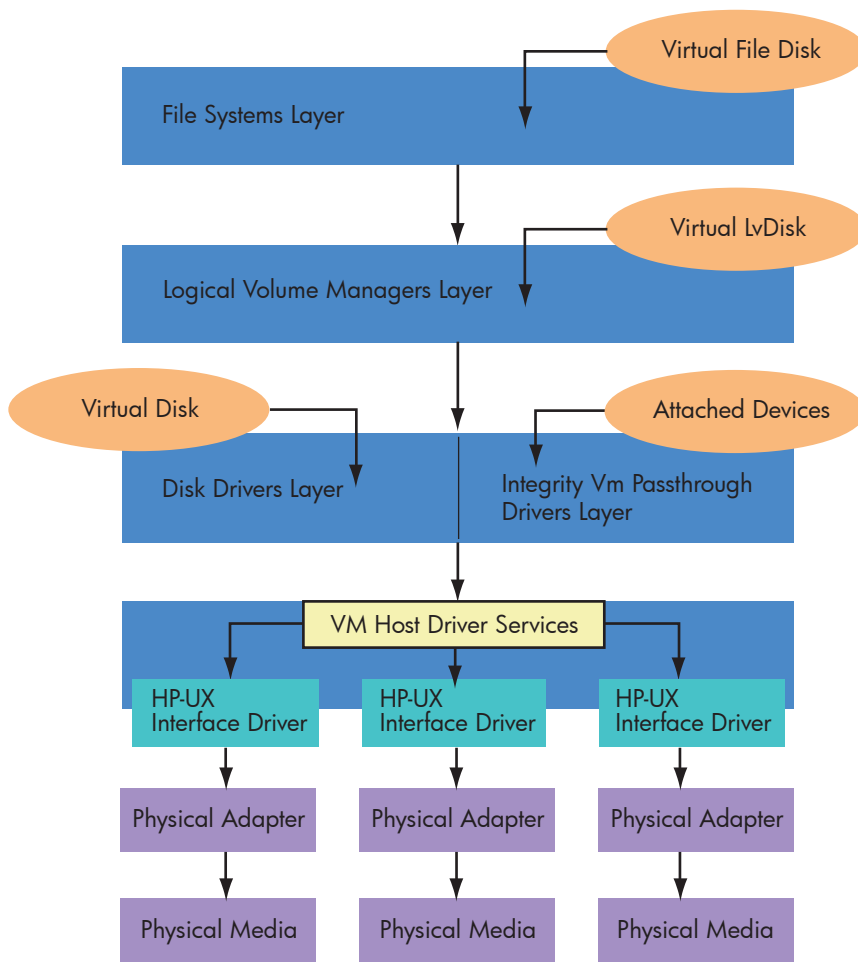 Virtual File Disk
File Systems Layer
Virtual LvDisk
Logical Volume Managers Layer
Virtual Disk
Attached Devices
Disk Drivers Layer
Integrity Vm Passthrough
Drivers Layer
VM Host Driver Services
HP-UX
Interface Driver
HP-UX
Interface Driver
HP-UX
Interface Driver
Physical Adapter
Physical Adapter
Physical Adapter
Physical Media
Physical Media
Physical Media